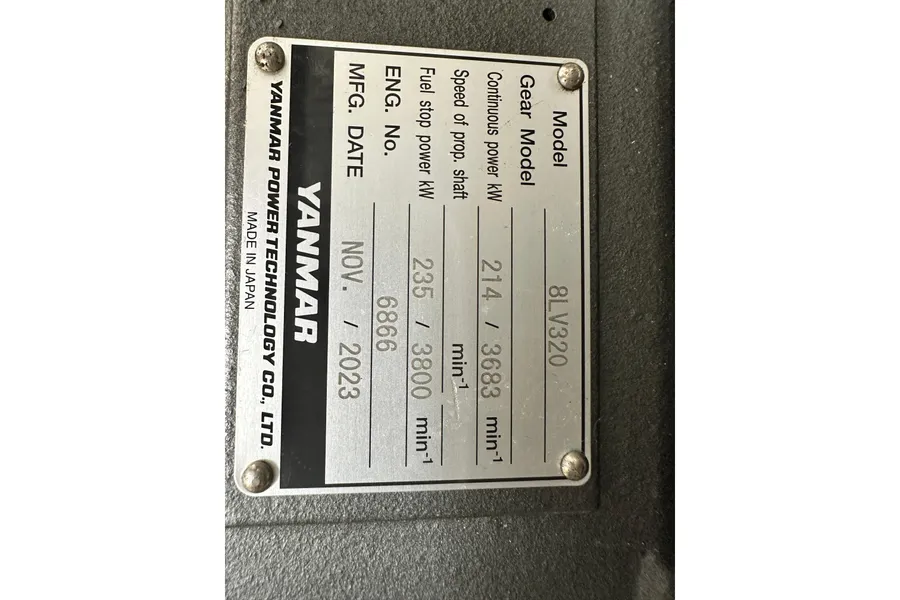 Model 8LV320
Gear Model
Continuous power kW 214 / 3683 min-1
Speed of prop. shaft min-1
Fuel stop power kW 235 / 3800 min-1
ENG. No. 6866
MFG. DATE NOV. / 2023
YANMAR
YANMAR POWER TECHNOLOGY CO., LTD.
MADE IN JAPAN